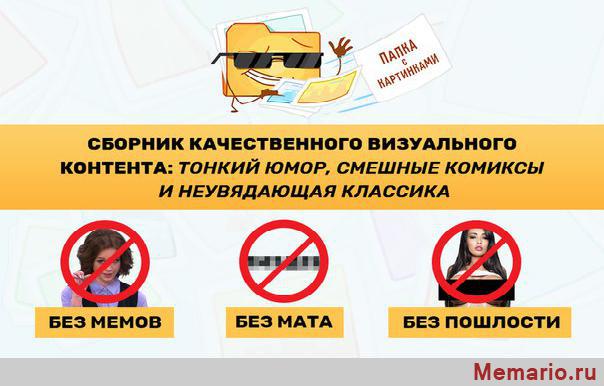 ПАПКА
с
КАРТИНКАМИ
СБОРНИК КАЧЕСТВЕННОГО ВИЗУАЛЬНОГО
КОНТЕНТА: ТОНКИЙ ЮМОР, СМЕШНЫЕ КОМИКСЫ
И НЕУВЯДАЮЩАЯ КЛАССИКА
БЕЗ МЕМОВ
БЕЗ МАТА
БЕЗ ПОШЛОСТИ
Memario.ru